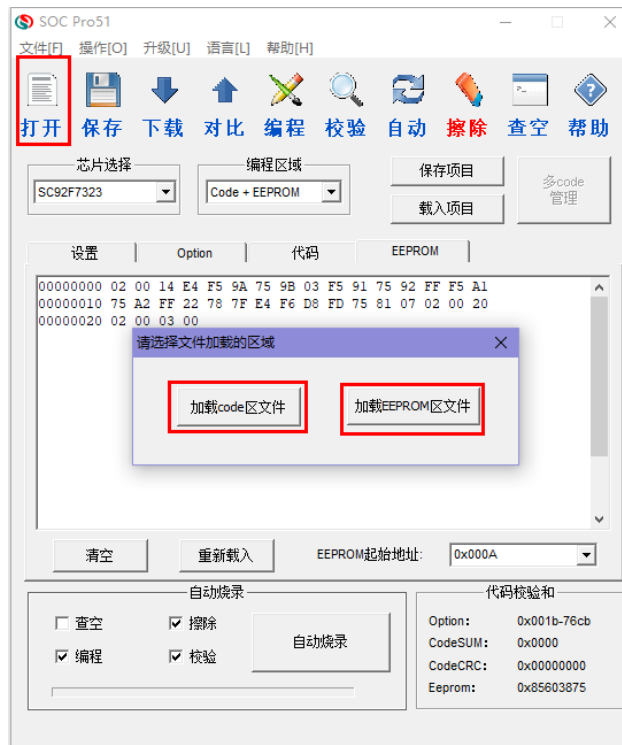 SOC Pro51
文件[F] 操作[O] 升级[U] 语言[L] 帮助[H]
打开 保存 下载 对比 编程 校验 自动 擦除 查空 帮助
芯片选择 编程区域
SC92F7323 Code + EEPROM
保存项目
载入项目
多code
管理
设置 Option 代码 EEPROM
00000000 02 00 14 E4 F5 9A 75 9B 03 F5 91 75 92 FF F5 A1
00000010 75 A2 FF 22 78 7F E4 F6 D8 FD 75 81 07 02 00 20
00000020 02 00 03 00
请选择文件加载的区域
加载code区文件 加载EEPROM区文件
清空 重新载入 EEPROM起始地址: 0x000A
自动烧录 代码校验和
查空 擦除
编程 校验
自动烧录
Option: 0x001b-76cb
CodeSUM: 0x0000
CodeCRC: 0x00000000
Eeprom: 0x85603875